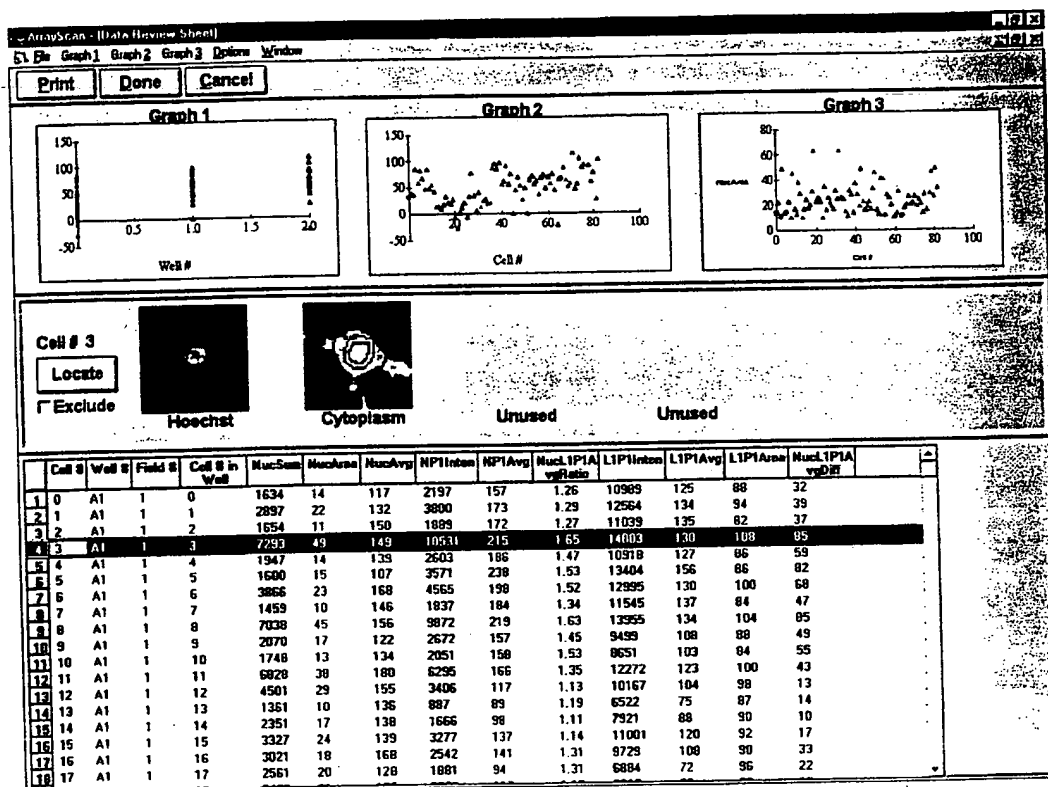 ArrayScan - [Data Review Sheet]
File Graph 1 Graph 2 Graph 3 Options Window
Print Done Cancel
Graph 1 Graph 2 Graph 3
150 100 50 0 -50
0.5 1.0 1.5 2.0
Well #
150 100 50 0 -50
20 40 60 80 100
Cell #
80 60 40 20 0
0 20 40 60 80 100
Cell #
Cell # 3
Locate
Exclude
Hoechst Cytoplasm Unused Unused
Cell # Well # Field # Cell # in Well NucSum NucArea NucAvg NP1Inten NP1Avg NucL1P1AvgRatio L1P1Inten L1P1Avg L1P1Area NucL1P1AvgDiff
1 0 A1 1 0 1634 14 117 2197 157 1.26 10989 125 88 32
2 1 A1 1 1 2897 22 132 3800 173 1.29 12564 134 94 39
3 2 A1 1 2 1654 11 150 1889 172 1.27 11039 135 82 37
4 3 A1 1 3 7293 49 149 10531 215 1.65 14003 130 108 85
5 4 A1 1 4 1947 14 139 2603 186 1.47 10918 127 86 59
6 5 A1 1 5 1600 15 107 3571 238 1.53 13404 156 86 82
7 6 A1 1 6 3866 23 168 4565 198 1.52 12995 130 100 68
8 7 A1 1 7 1459 10 146 1837 184 1.34 11545 137 84 47
9 8 A1 1 8 7038 45 156 9872 219 1.63 13955 134 104 85
10 9 A1 1 9 2070 17 122 2672 157 1.45 9499 108 88 49
11 10 A1 1 10 1748 13 134 2051 158 1.53 8651 103 84 55
12 11 A1 1 11 6828 38 180 6295 166 1.35 12272 123 100 43
13 12 A1 1 12 4501 29 155 3406 117 1.13 10167 104 98 13
14 13 A1 1 13 1361 10 136 887 89 1.19 6522 75 87 14
15 14 A1 1 14 2351 17 138 1666 98 1.11 7921 88 90 10
16 15 A1 1 15 3327 24 139 3277 137 1.14 11001 120 92 17
17 16 A1 1 16 3021 18 168 2542 141 1.31 9729 108 90 33
18 17 A1 1 17 2561 20 128 1881 94 1.31 6884 72 96 22